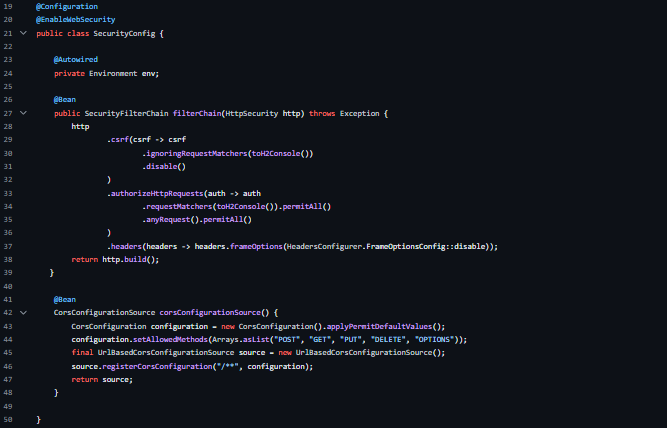 19 @Configuration
20 @EnableWebSecurity
21 public class SecurityConfig {
22
23     @Autowired
24     private Environment env;
25
26     @Bean
27     public SecurityFilterChain filterChain(HttpSecurity http) throws Exception {
28         http
29                 .csrf(csrf -> csrf
30                         .ignoringRequestMatchers(toH2Console())
31                         .disable()
32                 )
33                 .authorizeHttpRequests(auth -> auth
34                         .requestMatchers(toH2Console()).permitAll()
35                         .anyRequest().permitAll()
36                 )
37                 .headers(headers -> headers.frameOptions(HeadersConfigurer.FrameOptionsConfig::disable));
38         return http.build();
39    }
40
41     @Bean
42     CorsConfigurationSource corsConfigurationSource() {
43         CorsConfiguration configuration = new CorsConfiguration().applyPermitDefaultValues();
44         configuration.setAllowedMethods(Arrays.asList("POST", "GET", "PUT", "DELETE", "OPTIONS"));
45         final UrlBasedCorsConfigurationSource source = new UrlBasedCorsConfigurationSource();
46         source.registerCorsConfiguration("/**", configuration);
47         return source;
48     }
49
50 }